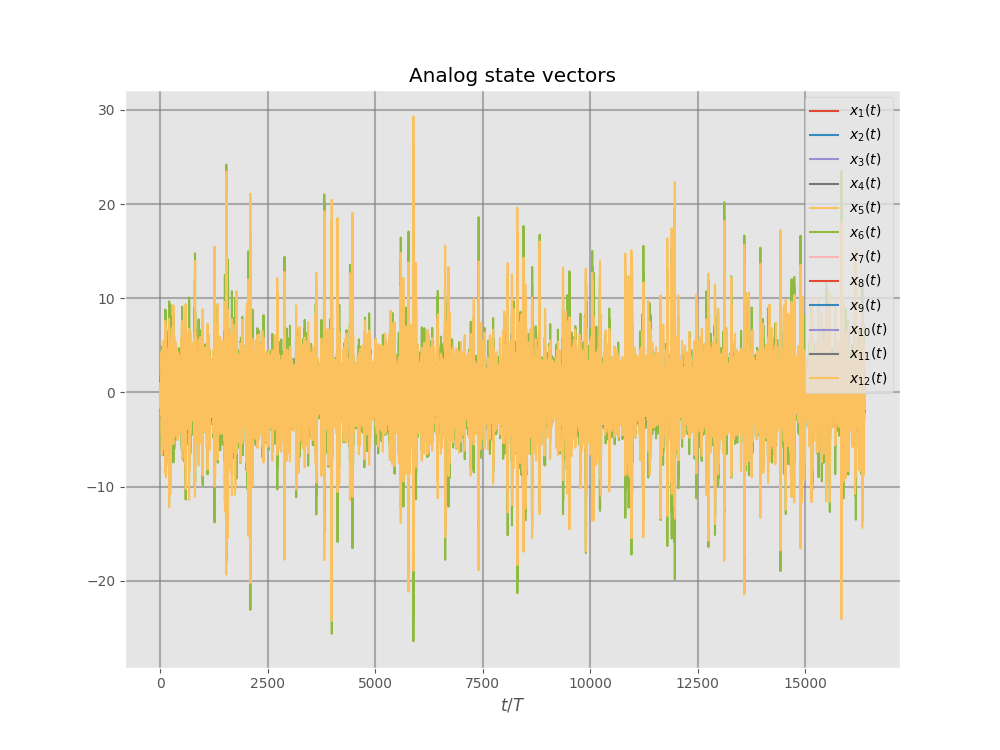 Analog state vectors
30
20
10
0
−10
−20
0
2500
5000
7500
10000
12500
15000
t/T
x₁(t)
x₂(t)
x₃(t)
x₄(t)
x₅(t)
x₆(t)
x₇(t)
x₈(t)
x₉(t)
x₁₀(t)
x₁₁(t)
x₁₂(t)